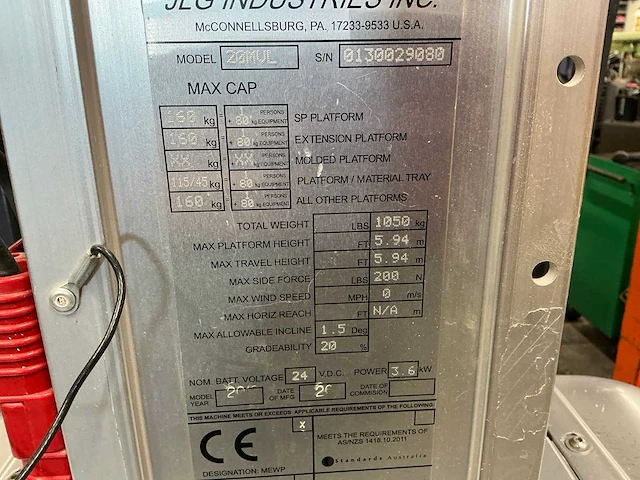 JLG INDUSTRIES INC.
McCONNELLSBURG, PA. 17233-9533 U.S.A.
MODEL 20MVL S/N 0130029080
MAX CAP
160 kg = 1 PERSONS + 80 kg EQUIPMENT SP PLATFORM
160 kg = 1 PERSONS + 80 kg EQUIPMENT EXTENSION PLATFORM
XX kg = XX PERSONS + XX kg EQUIPMENT MOLDED PLATFORM
115/45 kg = 1 PERSONS + 80 kg EQUIPMENT PLATFORM / MATERIAL TRAY
160 kg = 1 PERSONS + 80 kg EQUIPMENT ALL OTHER PLATFORMS
TOTAL WEIGHT LBS 1050 kg
MAX PLATFORM HEIGHT FT 5.94 m
MAX TRAVEL HEIGHT FT 5.94 m
MAX SIDE FORCE LBS 200 N
MAX WIND SPEED MPH 0 m/s
MAX HORIZ REACH FT N/A m
MAX ALLOWABLE INCLINE 1.5 Deg
GRADEABILITY 20 %
NOM. BATT. VOLTAGE 24 V.D.C. POWER 3.6 kW
MODEL YEAR DATE OF MFG DATE OF COMMISION
THIS MACHINE MEETS OR EXCEEDS APPLICABLE REQUIREMENTS OF THE FOLLOWING:
X
CE
MEETS THE REQUIREMENTS OF
AS/NZS 1418.10.2011
Standards Australia
DESIGNATION: MEWP